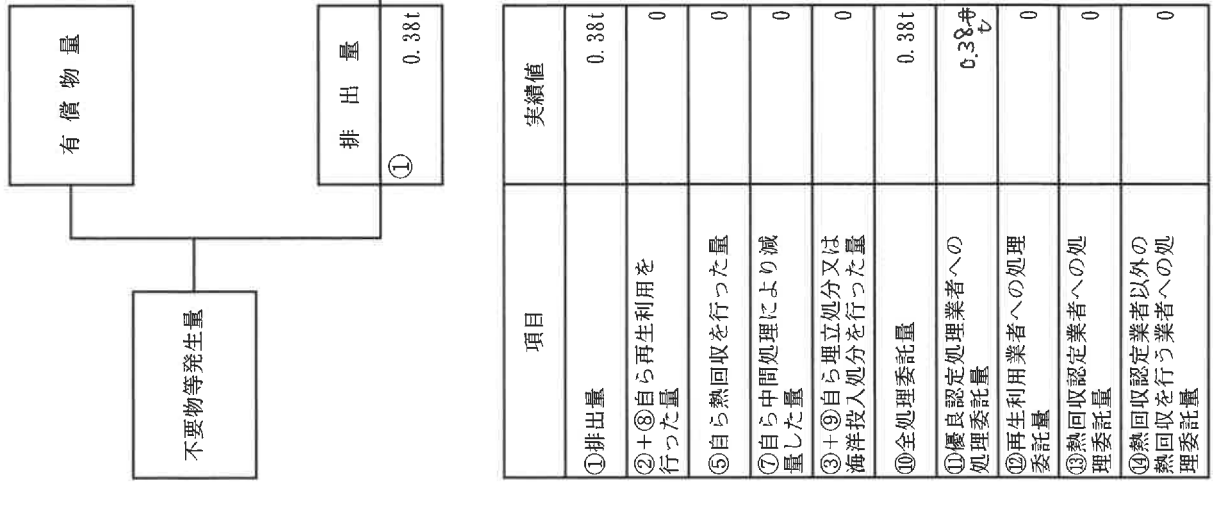 有償物量
不要物等発生量
排出量
①
0.38t
項目
実績値
①排出量
0.38t
②+⑧自ら再生利用を
行った量
0
⑤自ら熱回収を行った量
0
⑦自ら中間処理により減
量した量
0
③+⑨自ら埋立処分又は
海洋投入処分を行った量
0
⑩全処理委託量
0.38t
⑪優良認定処理業者への
処理委託量
0.38t
⑫再生利用業者への処理
委託量
0
⑬熱回収認定業者への処
理委託量
0
⑭熱回収認定業者以外の
熱回収を行う業者への処
理委託量
0